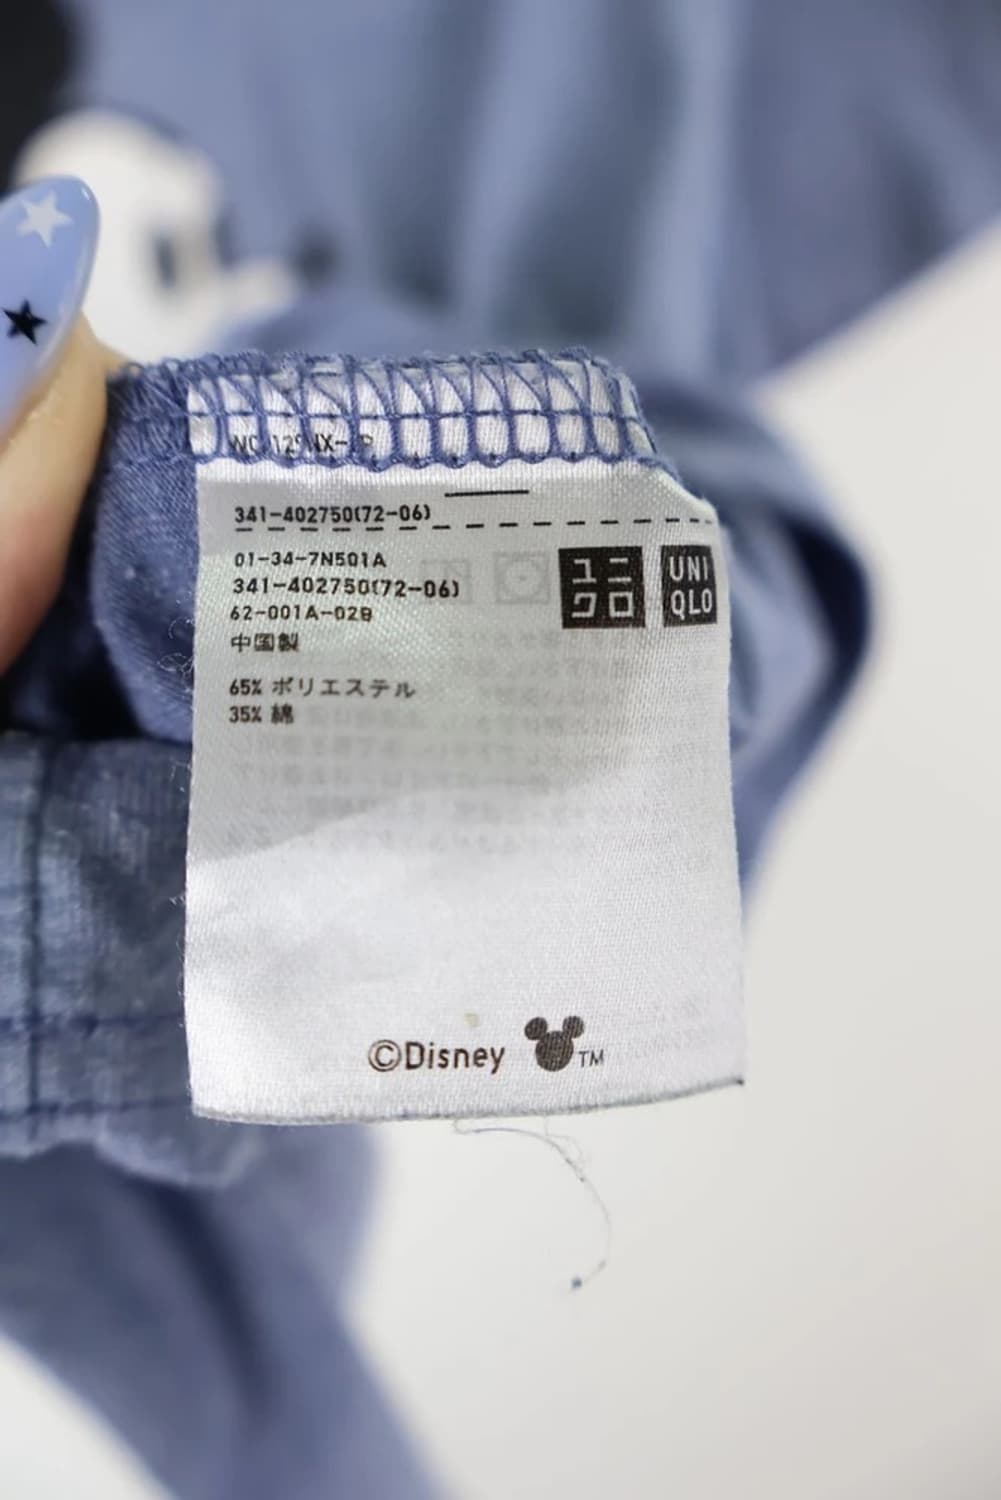 341-402750(72-06)
01-34-7N501A
341-402750(72-06)
62-001A-02B
中国製
65% ポリエステル
35% 綿
ユニ
クロ
UNI
QLO
©Disney TM